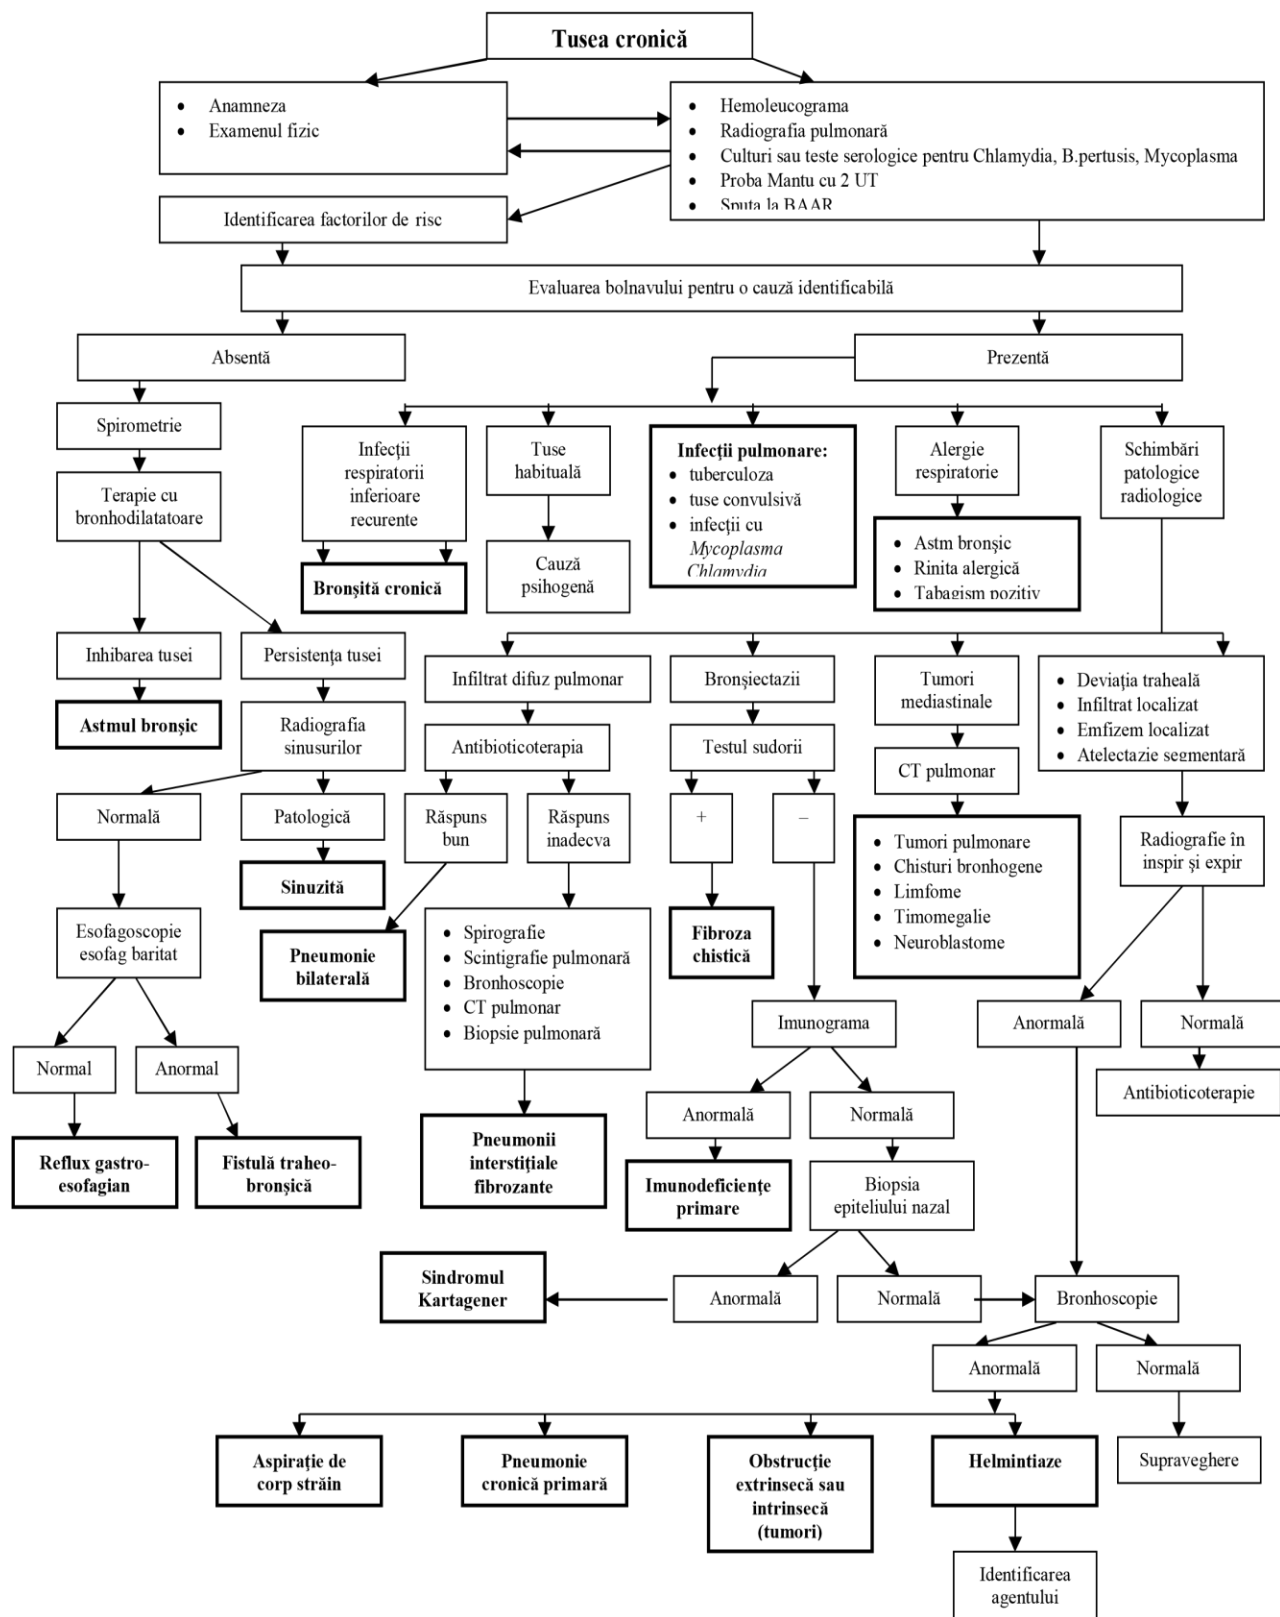 Tusea cronică
• Anamneza
• Examenul fizic
• Hemoleucograma
• Radiografia pulmonară
• Culturi sau teste serologice pentru Chlamydia, B.pertusis, Mycoplasma
• Proba Mantu cu 2 UT
• Sputa la BAAR
Identificarea factorilor de risc
Evaluarea bolnavului pentru o cauză identificabilă
Absentă
Prezentă
Spirometrie
Terapie cu
bronhodilatatoare
Infecții
respiratorii
inferioare
recurente
Tuse
habituală
Infecții pulmonare:
• tuberculoza
• tuse convulsivă
• infecții cu
Mycoplasma
Chlamydia
Alergie
respiratorie
Schimbări
patologice
radiologice
Bronșită cronică
Cauză
psihogenă
• Astm bronșic
• Rinita alergică
• Tabagism pozitiv
Inhibarea tusei
Persistența tusei
Infiltrat difuz pulmonar
Bronșiectazii
Tumori
mediastinale
• Deviația traheală
• Infiltrat localizat
• Emfizem localizat
• Atelectazie segmentară
Astmul bronșic
Radiografia
sinusurilor
Antibioticoterapia
Testul sudorii
CT pulmonar
Normală
Patologică
Răspuns
bun
Răspuns
inadecva
+
–
• Tumori pulmonare
• Chisturi bronhogene
• Limfome
• Timomegalie
• Neuroblastome
Radiografie în
inspir și expir
Sinuzită
Esofagoscopie
esofag baritat
Pneumonie
bilaterală
• Spirografie
• Scintigrafie pulmonară
• Bronhoscopie
• CT pulmonar
• Biopsie pulmonară
Fibroza
chistică
Imunograma
Anormală
Normală
Normal
Anormal
Antibioticoterapie
Anormală
Normală
Reflux gastro-
esofagian
Fistulă traheo-
bronșică
Pneumonii
interstițiale
fibrozante
Imunodeficiențe
primare
Biopsia
epiteliului nazal
Sindromul
Kartagener
Anormală
Normală
Bronhoscopie
Anormală
Normală
Aspirație de
corp străin
Pneumonie
cronică primară
Obstrucție
extrinsecă sau
intrinsecă
(tumori)
Helmintiaze
Supraveghere
Identificarea
agentului